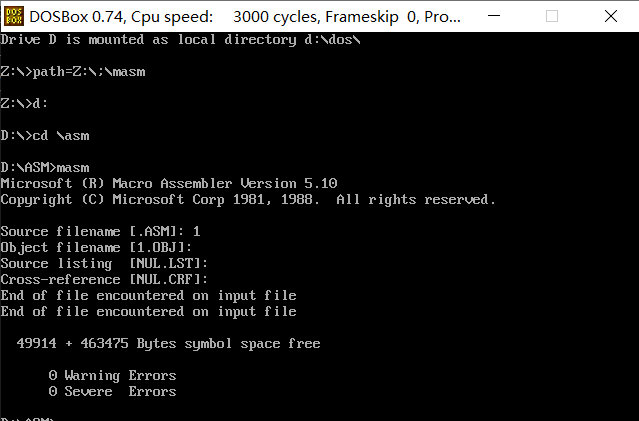 DOS BOX
DOSBox 0.74, Cpu speed: 3000 cycles, Frameskip 0, Pro...
Drive D is mounted as local directory d:\dos\
Z:\>path=Z:\;\masm
Z:\>d:
D:\>cd \asm
D:\ASM>masm
Microsoft (R) Macro Assembler Version 5.10
Copyright (C) Microsoft Corp 1981, 1988.  All rights reserved.
Source filename [.ASM]: 1
Object filename [1.OBJ]:
Source listing  [NUL.LST]:
Cross-reference [NUL.CRF]:
End of file encountered on input file
End of file encountered on input file
49914 + 463475 Bytes symbol space free
0 Warning Errors
0 Severe  Errors
D:\ASM>